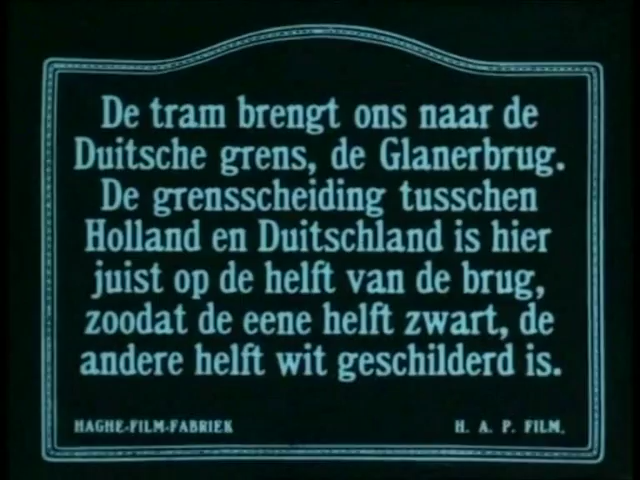 De tram brengt ons naar de
Duitsche grens, de Glanerbrug.
De grensscheiding tusschen
Holland en Duitschland is hier
juist op de helft van de brug,
zoodat de eene helft zwart, de
andere helft wit geschilderd is.
HAGHE-FILM-FABRIEK H. A. P. FILM.